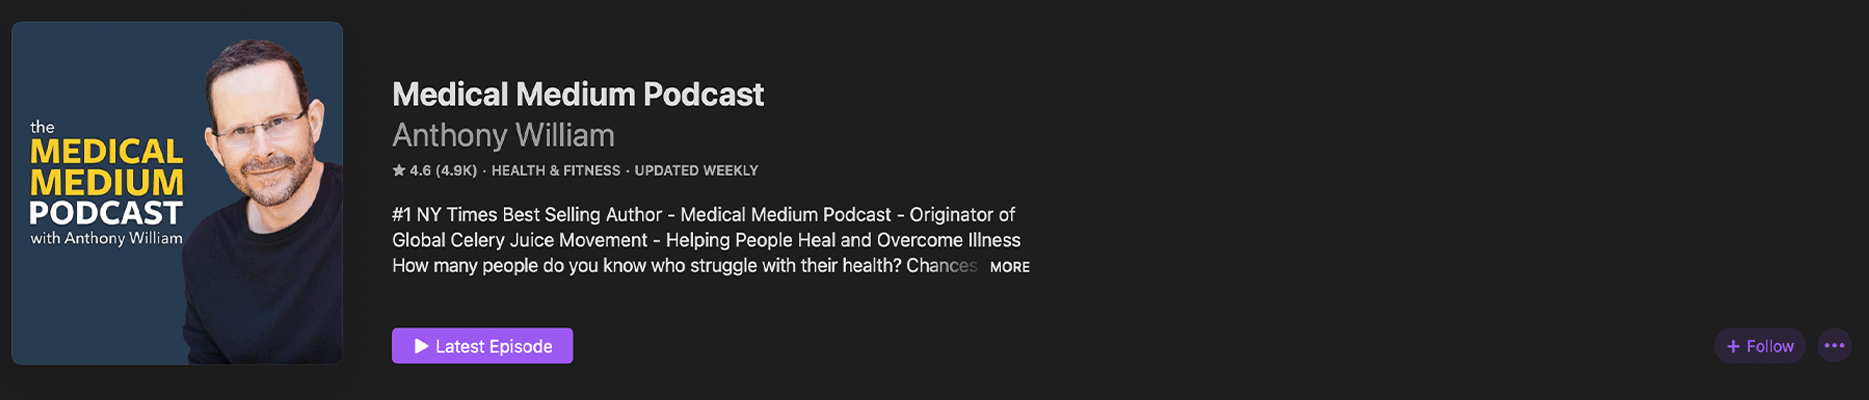 the
MEDICAL
MEDIUM
PODCAST
with Anthony William
Medical Medium Podcast
Anthony William
★ 4.6 (4.9K) · HEALTH & FITNESS · UPDATED WEEKLY
#1 NY Times Best Selling Author - Medical Medium Podcast - Originator of
Global Celery Juice Movement - Helping People Heal and Overcome Illness
How many people do you know who struggle with their health? Chances MORE
▶ Latest Episode
+ Follow